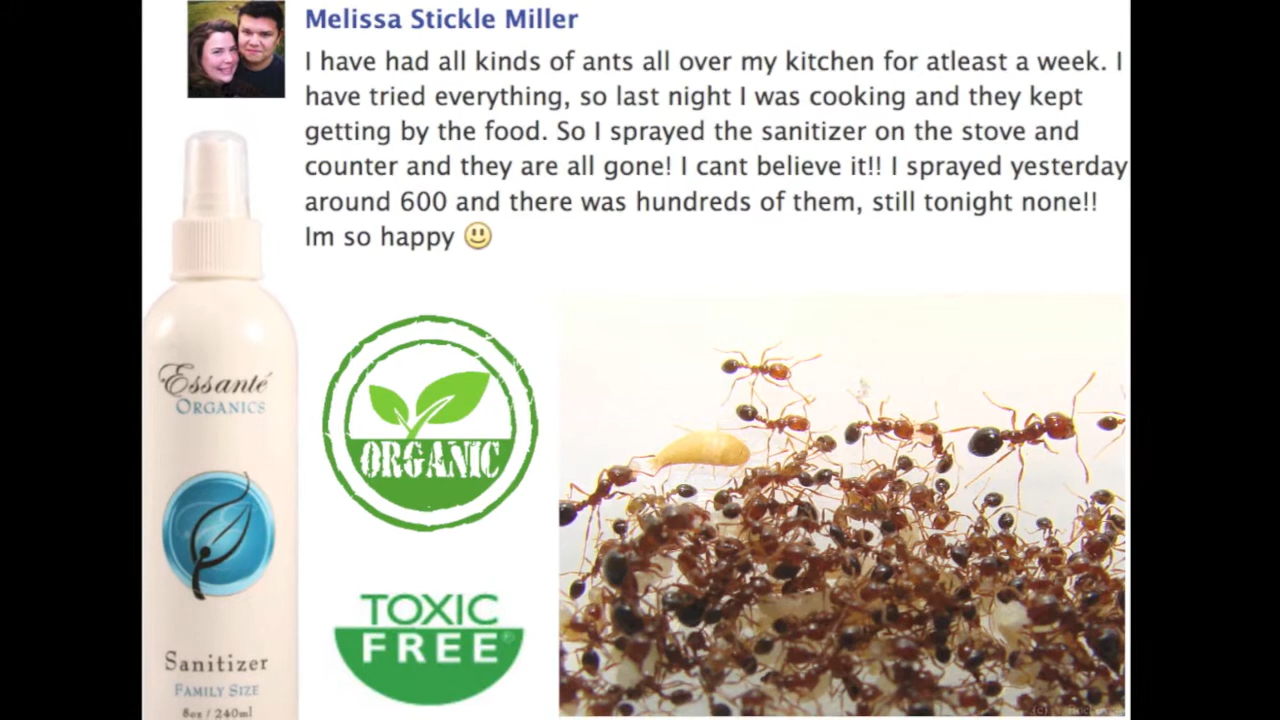 Melissa Stickle Miller
I have had all kinds of ants all over my kitchen for atleast a week. I
have tried everything, so last night I was cooking and they kept
getting by the food. So I sprayed the sanitizer on the stove and
counter and they are all gone! I cant believe it!! I sprayed yesterday
around 600 and there was hundreds of them, still tonight none!!
Im so happy
Essanté
ORGANICS
Sanitizer
FAMILY SIZE
8oz / 240ml
ORGANIC
TOXIC
FREE®